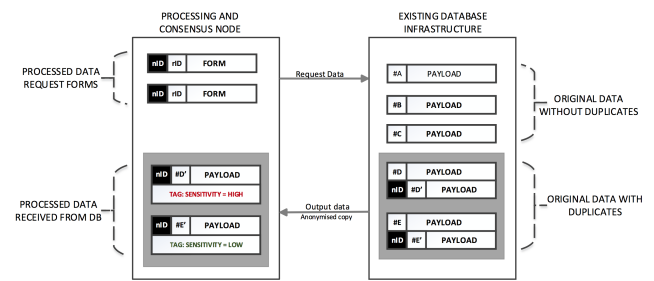 PROCESSING AND
CONSENSUS NODE
EXISTING DATABASE
INFRASTRUCTURE
PROCESSED DATA
REQUEST FORMS
nID rID FORM
nID rID FORM
Request Data
#A PAYLOAD
#B PAYLOAD
#C PAYLOAD
ORIGINAL DATA
WITHOUT DUPLICATES
PROCESSED DATA
RECEIVED FROM DB
nID #D' PAYLOAD
TAG: SENSITIVITY = HIGH
nID #E' PAYLOAD
TAG: SENSITIVITY = LOW
Output data
Anonymised copy
#D PAYLOAD
nID #D' PAYLOAD
#E PAYLOAD
nID #E' PAYLOAD
ORIGINAL DATA WITH
DUPLICATES